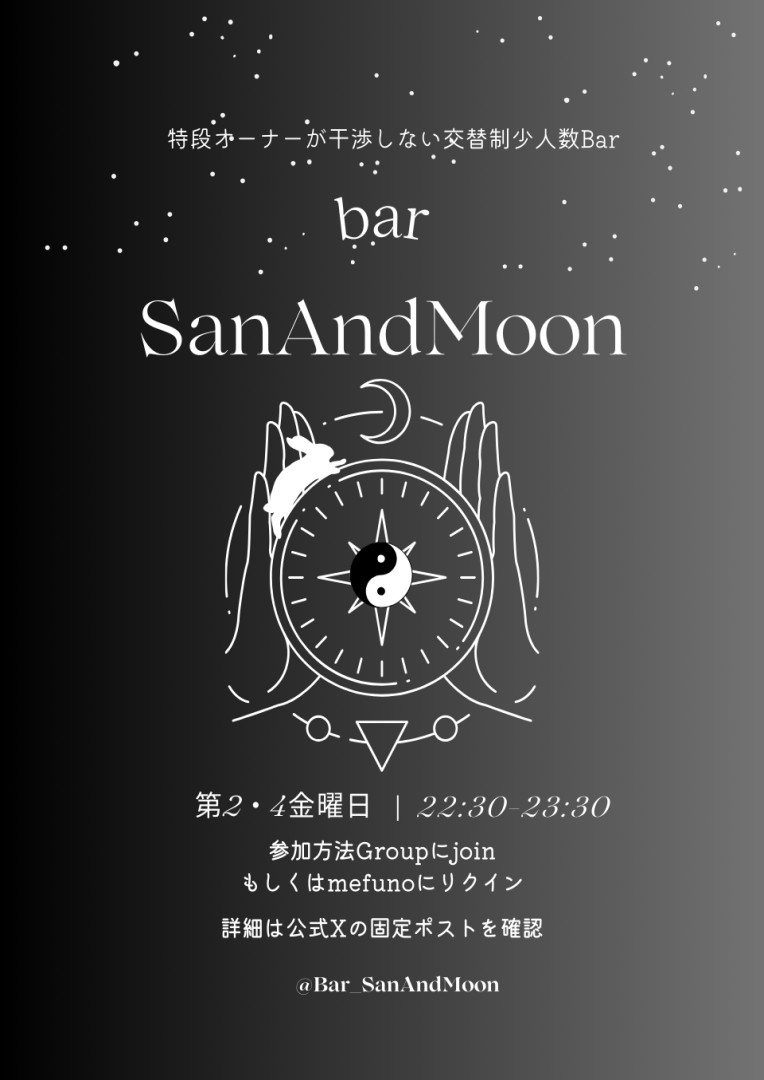 特段オーナーが干渉しない交替制少人数Bar
bar
SanAndMoon
第2・4金曜日 | 22:30-23:30
参加方法Groupにjoin
もしくはmefunoにリクイン
詳細は公式Xの固定ポストを確認
@Bar_SanAndMoon